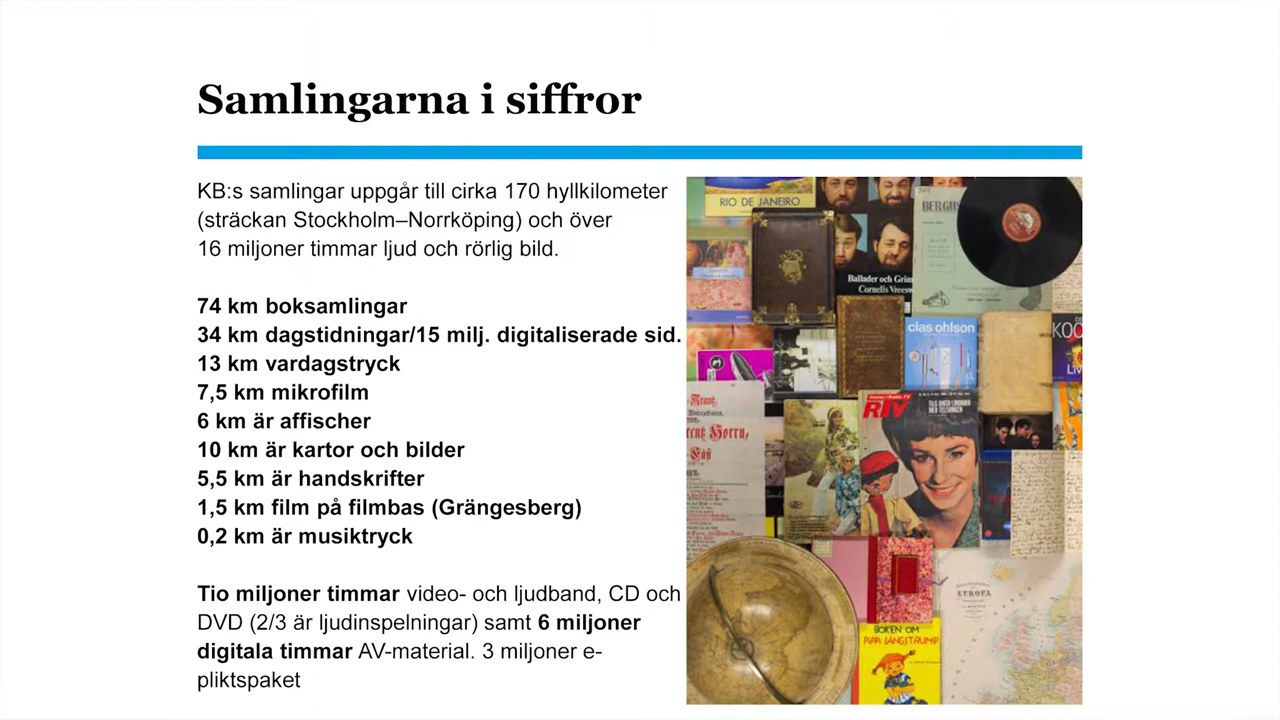 Samlingarna i siffror
KB:s samlingar uppgår till cirka 170 hyllkilometer
(sträckan Stockholm–Norrköping) och över
16 miljoner timmar ljud och rörlig bild.
74 km boksamlingar
34 km dagstidningar/15 milj. digitaliserade sid.
13 km vardagstryck
7,5 km mikrofilm
6 km är affischer
10 km är kartor och bilder
5,5 km är handskrifter
1,5 km film på filmbas (Grängesberg)
0,2 km är musiktryck
Tio miljoner timmar video- och ljudband, CD och
DVD (2/3 är ljudinspelningar) samt 6 miljoner
digitala timmar AV-material. 3 miljoner e-
pliktspaket
RIO DE JANEIRO
Ballader och Grim
Cornelis Vreesw
clas ohlson
KOO
LIV
RTV
EUROPA
BOKEN OM
PIPPI LÅNGSTRUMP